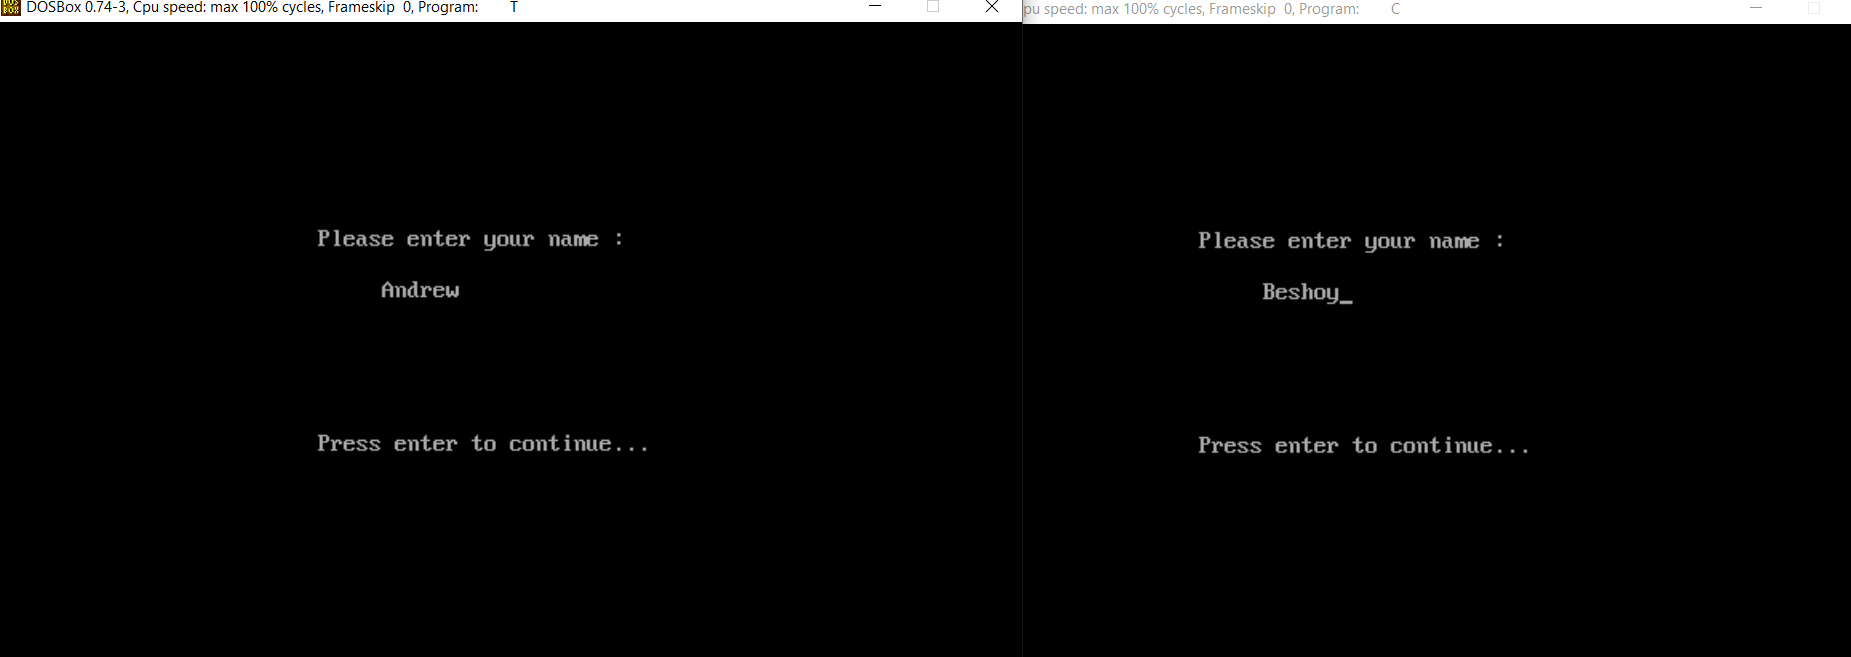 DOSBox 0.74-3, Cpu speed: max 100% cycles, Frameskip 0, Program: T
Please enter your name :
Andrew
Press enter to continue...
pu speed: max 100% cycles, Frameskip 0, Program: C
Please enter your name :
Beshoy_
Press enter to continue...